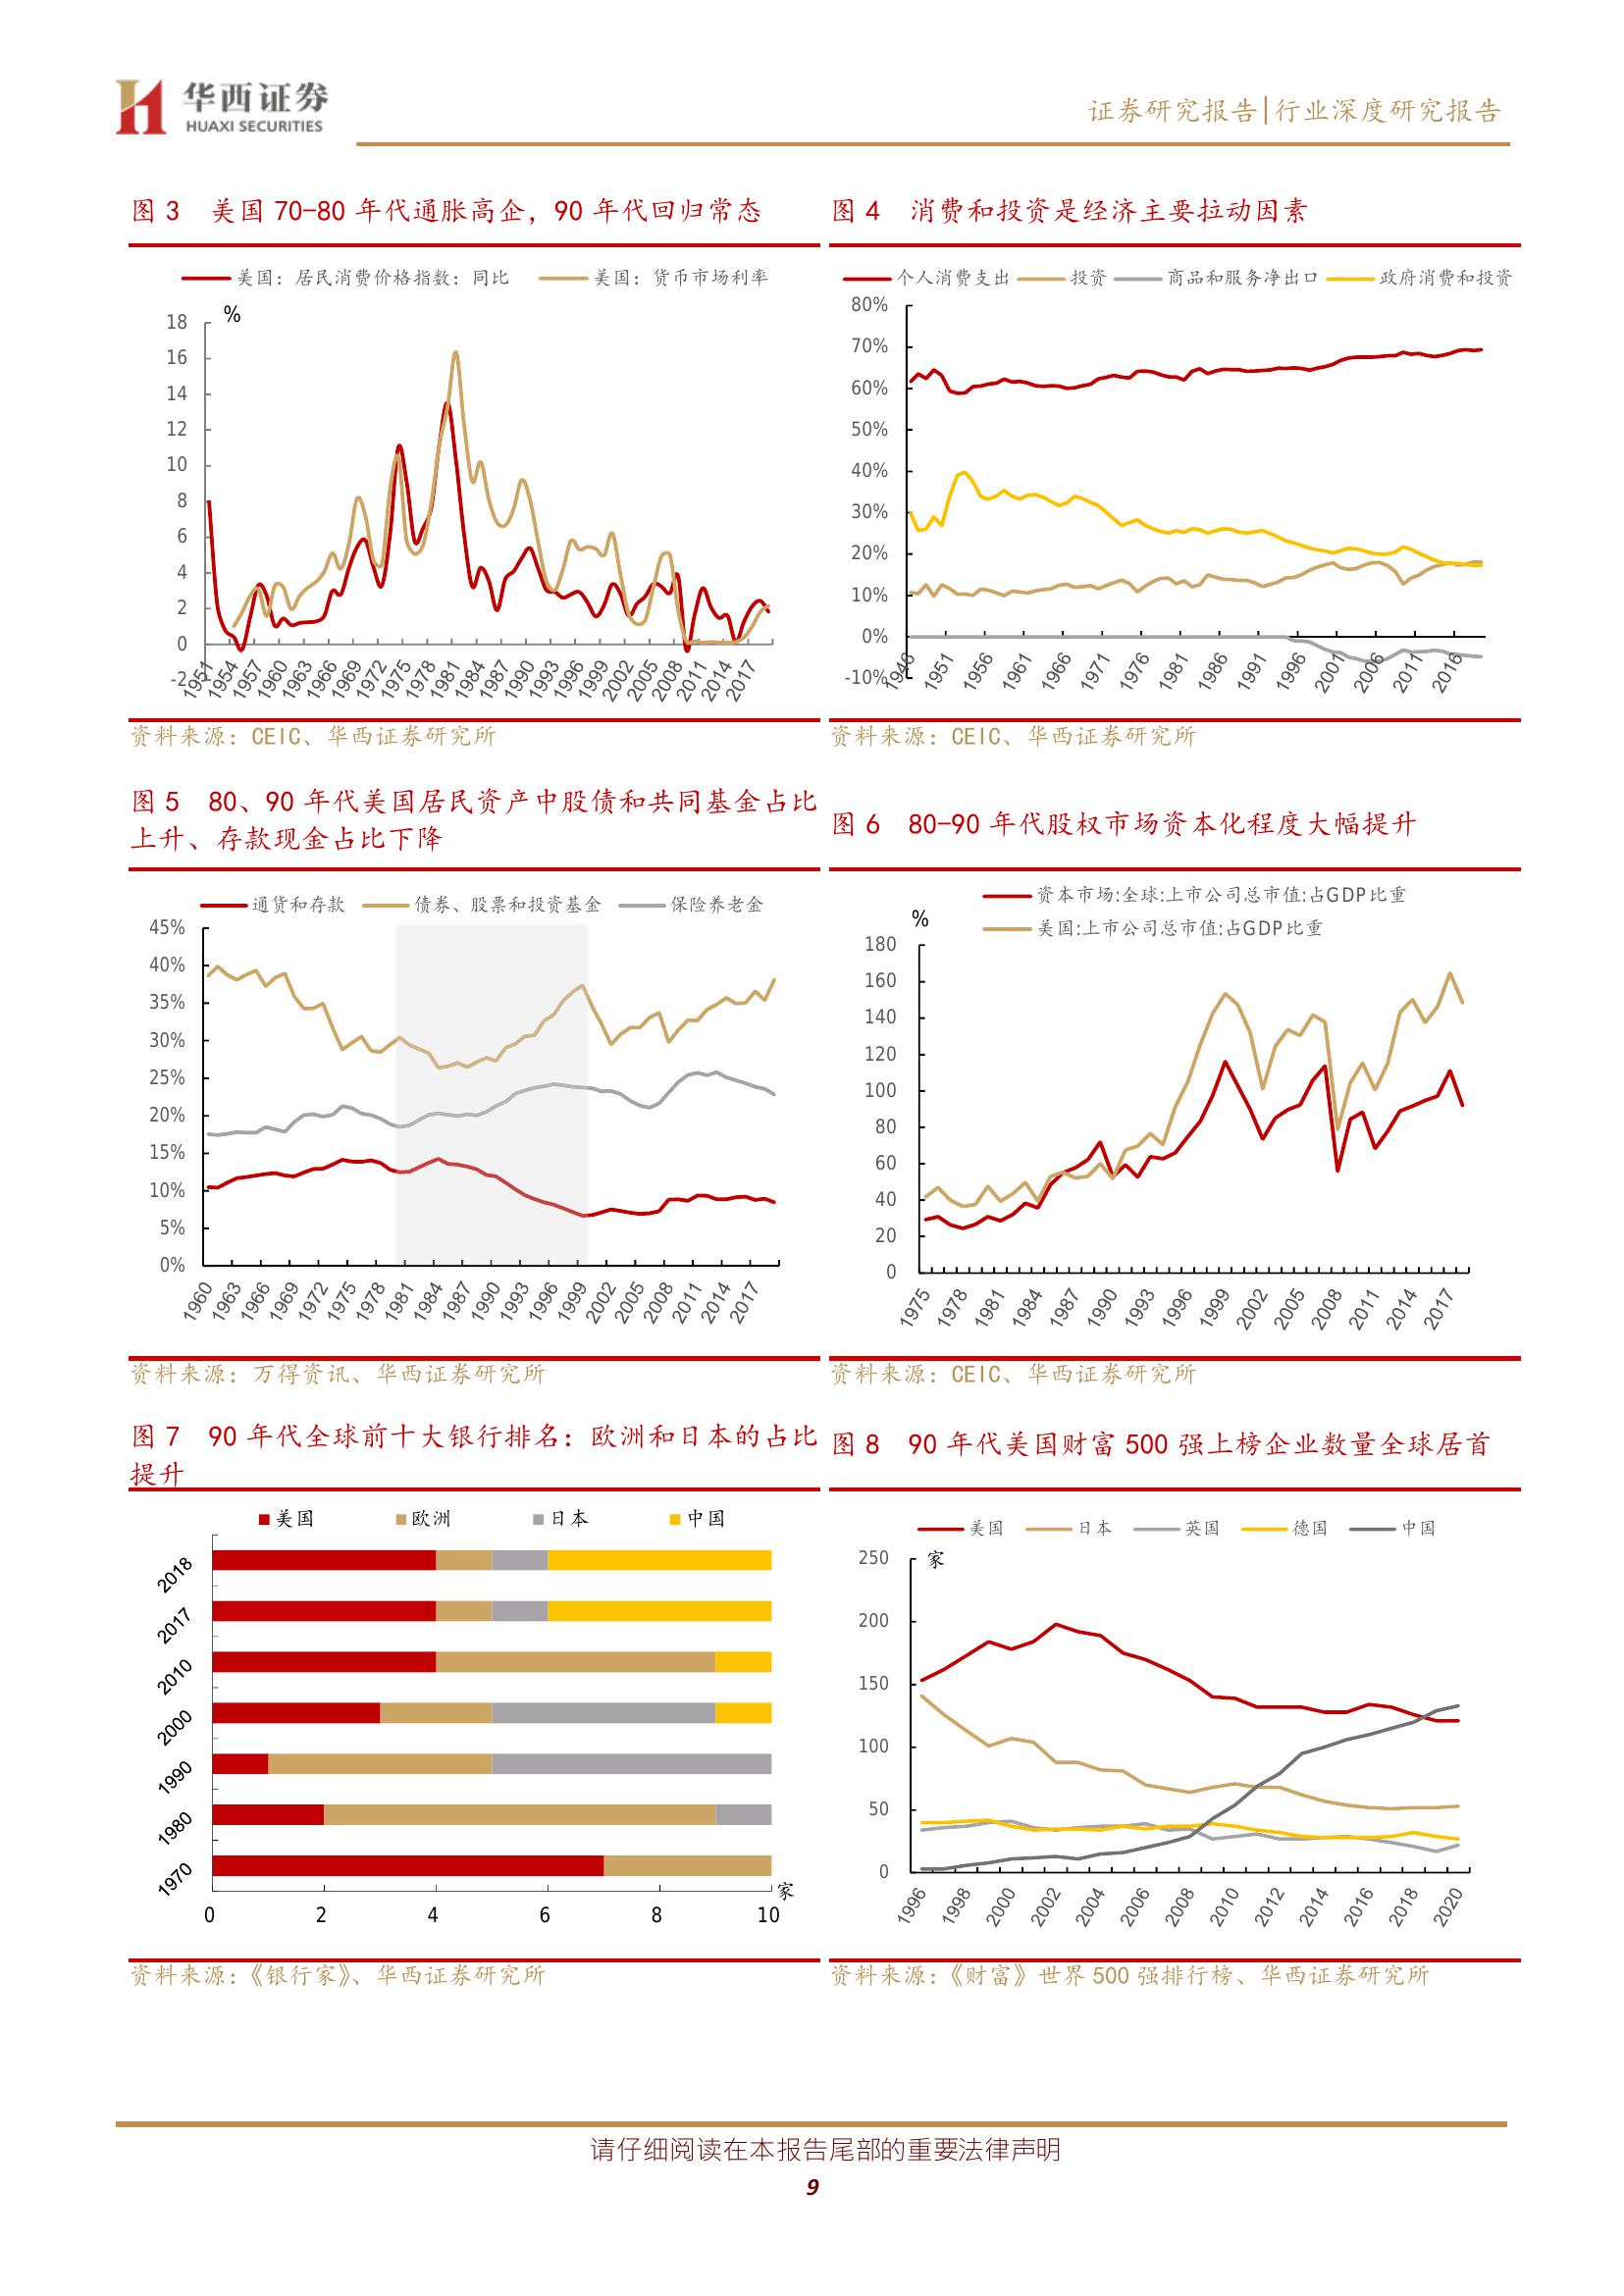 华西证券
HUAXI SECURITIES
证券研究报告|行业深度研究报告
图 3 美国 70-80 年代通胀高企，90 年代回归常态
美国：居民消费价格指数：同比 美国：货币市场利率
%
18
16
14
12
10
8
6
4
2
0
-2
1951 1954 1957 1960 1963 1966 1969 1972 1975 1978 1981 1984 1987 1990 1993 1996 1999 2002 2005 2008 2011 2014 2017
资料来源：CEIC、华西证券研究所
图 4 消费和投资是经济主要拉动因素
个人消费支出 投资 商品和服务净出口 政府消费和投资
80%
70%
60%
50%
40%
30%
20%
10%
0%
-10%
1946 1951 1956 1961 1966 1971 1976 1981 1986 1991 1996 2001 2006 2011 2016
资料来源：CEIC、华西证券研究所
图 5 80、90 年代美国居民资产中股债和共同基金占比
上升、存款现金占比下降
通货和存款 债券、股票和投资基金 保险养老金
45%
40%
35%
30%
25%
20%
15%
10%
5%
0%
1960 1963 1966 1969 1972 1975 1978 1981 1984 1987 1990 1993 1996 1999 2002 2005 2008 2011 2014 2017
资料来源：万得资讯、华西证券研究所
图 6 80-90 年代股权市场资本化程度大幅提升
资本市场:全球:上市公司总市值:占GDP比重
美国:上市公司总市值:占GDP比重
%
180
160
140
120
100
80
60
40
20
0
1975 1978 1981 1984 1987 1990 1993 1996 1999 2002 2005 2008 2011 2014 2017
资料来源：CEIC、华西证券研究所
图 7 90 年代全球前十大银行排名：欧洲和日本的占比
提升
美国 欧洲 日本 中国
2018
2017
2010
2000
1990
1980
1970
家
0 2 4 6 8 10
资料来源：《银行家》、华西证券研究所
图 8 90 年代美国财富 500 强上榜企业数量全球居首
美国 日本 英国 德国 中国
250 家
200
150
100
50
0
1996 1998 2000 2002 2004 2006 2008 2010 2012 2014 2016 2018 2020
资料来源：《财富》世界 500 强排行榜、华西证券研究所
请仔细阅读在本报告尾部的重要法律声明
9